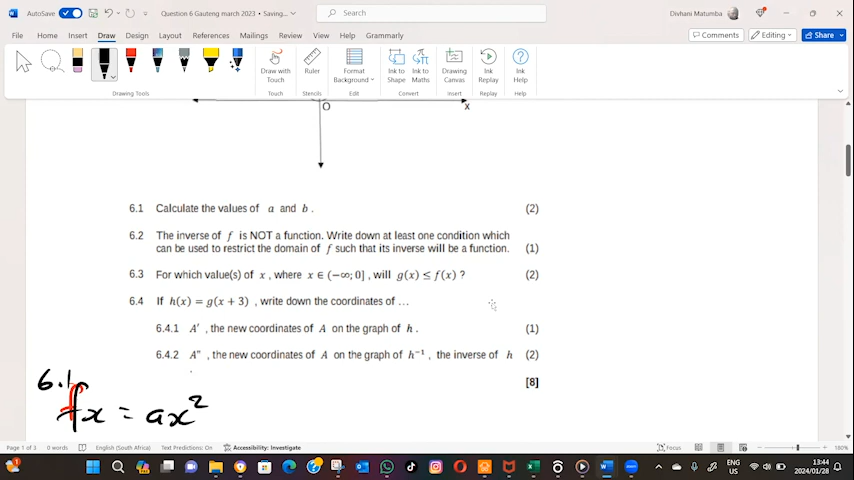 AutoSave On Question 6 Gauteng march 2023 • Saving... Search Divhani Matumba
File Home Insert Draw Design Layout References Mailings Review View Help Grammarly Comments Editing Share
Draw with Touch Ruler Format Background Ink to Shape Ink to Maths Drawing Canvas Ink Replay Ink Help
Drawing Tools Touch Stencils Edit Convert Insert Replay Help
O x
6.1 Calculate the values of a and b . (2)
6.2 The inverse of f is NOT a function. Write down at least one condition which
can be used to restrict the domain of f such that its inverse will be a function. (1)
6.3 For which value(s) of x , where x ∈ (−∞; 0] , will g(x) ≤ f(x) ? (2)
6.4 If h(x) = g(x + 3) , write down the coordinates of …
6.4.1 A' , the new coordinates of A on the graph of h . (1)
6.4.2 A" , the new coordinates of A on the graph of h⁻¹ , the inverse of h (2)
.
[8]
6.1
fx = ax²
Page 1 of 3 0 words English (South Africa) Text Predictions: On Accessibility: Investigate Focus 180%
ENG US 13:44 2024/01/28